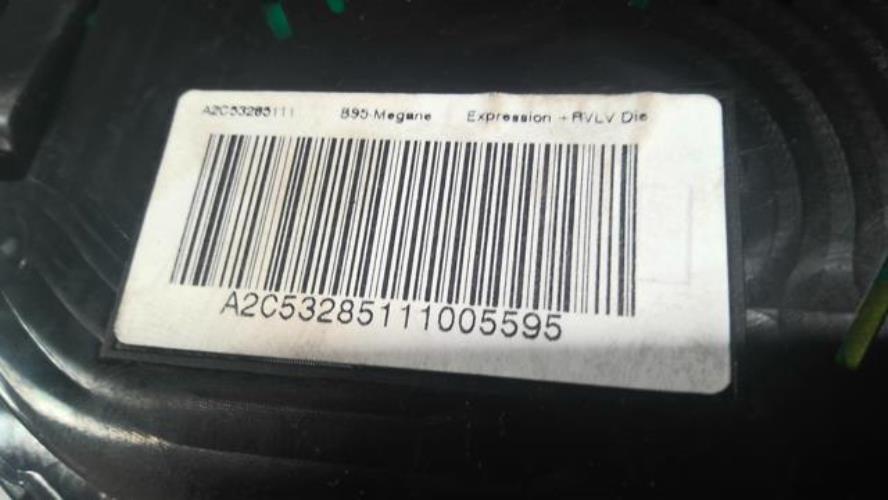 A2C53285111 B95-Megane Expression + RVLV Die
A2C53285111005595